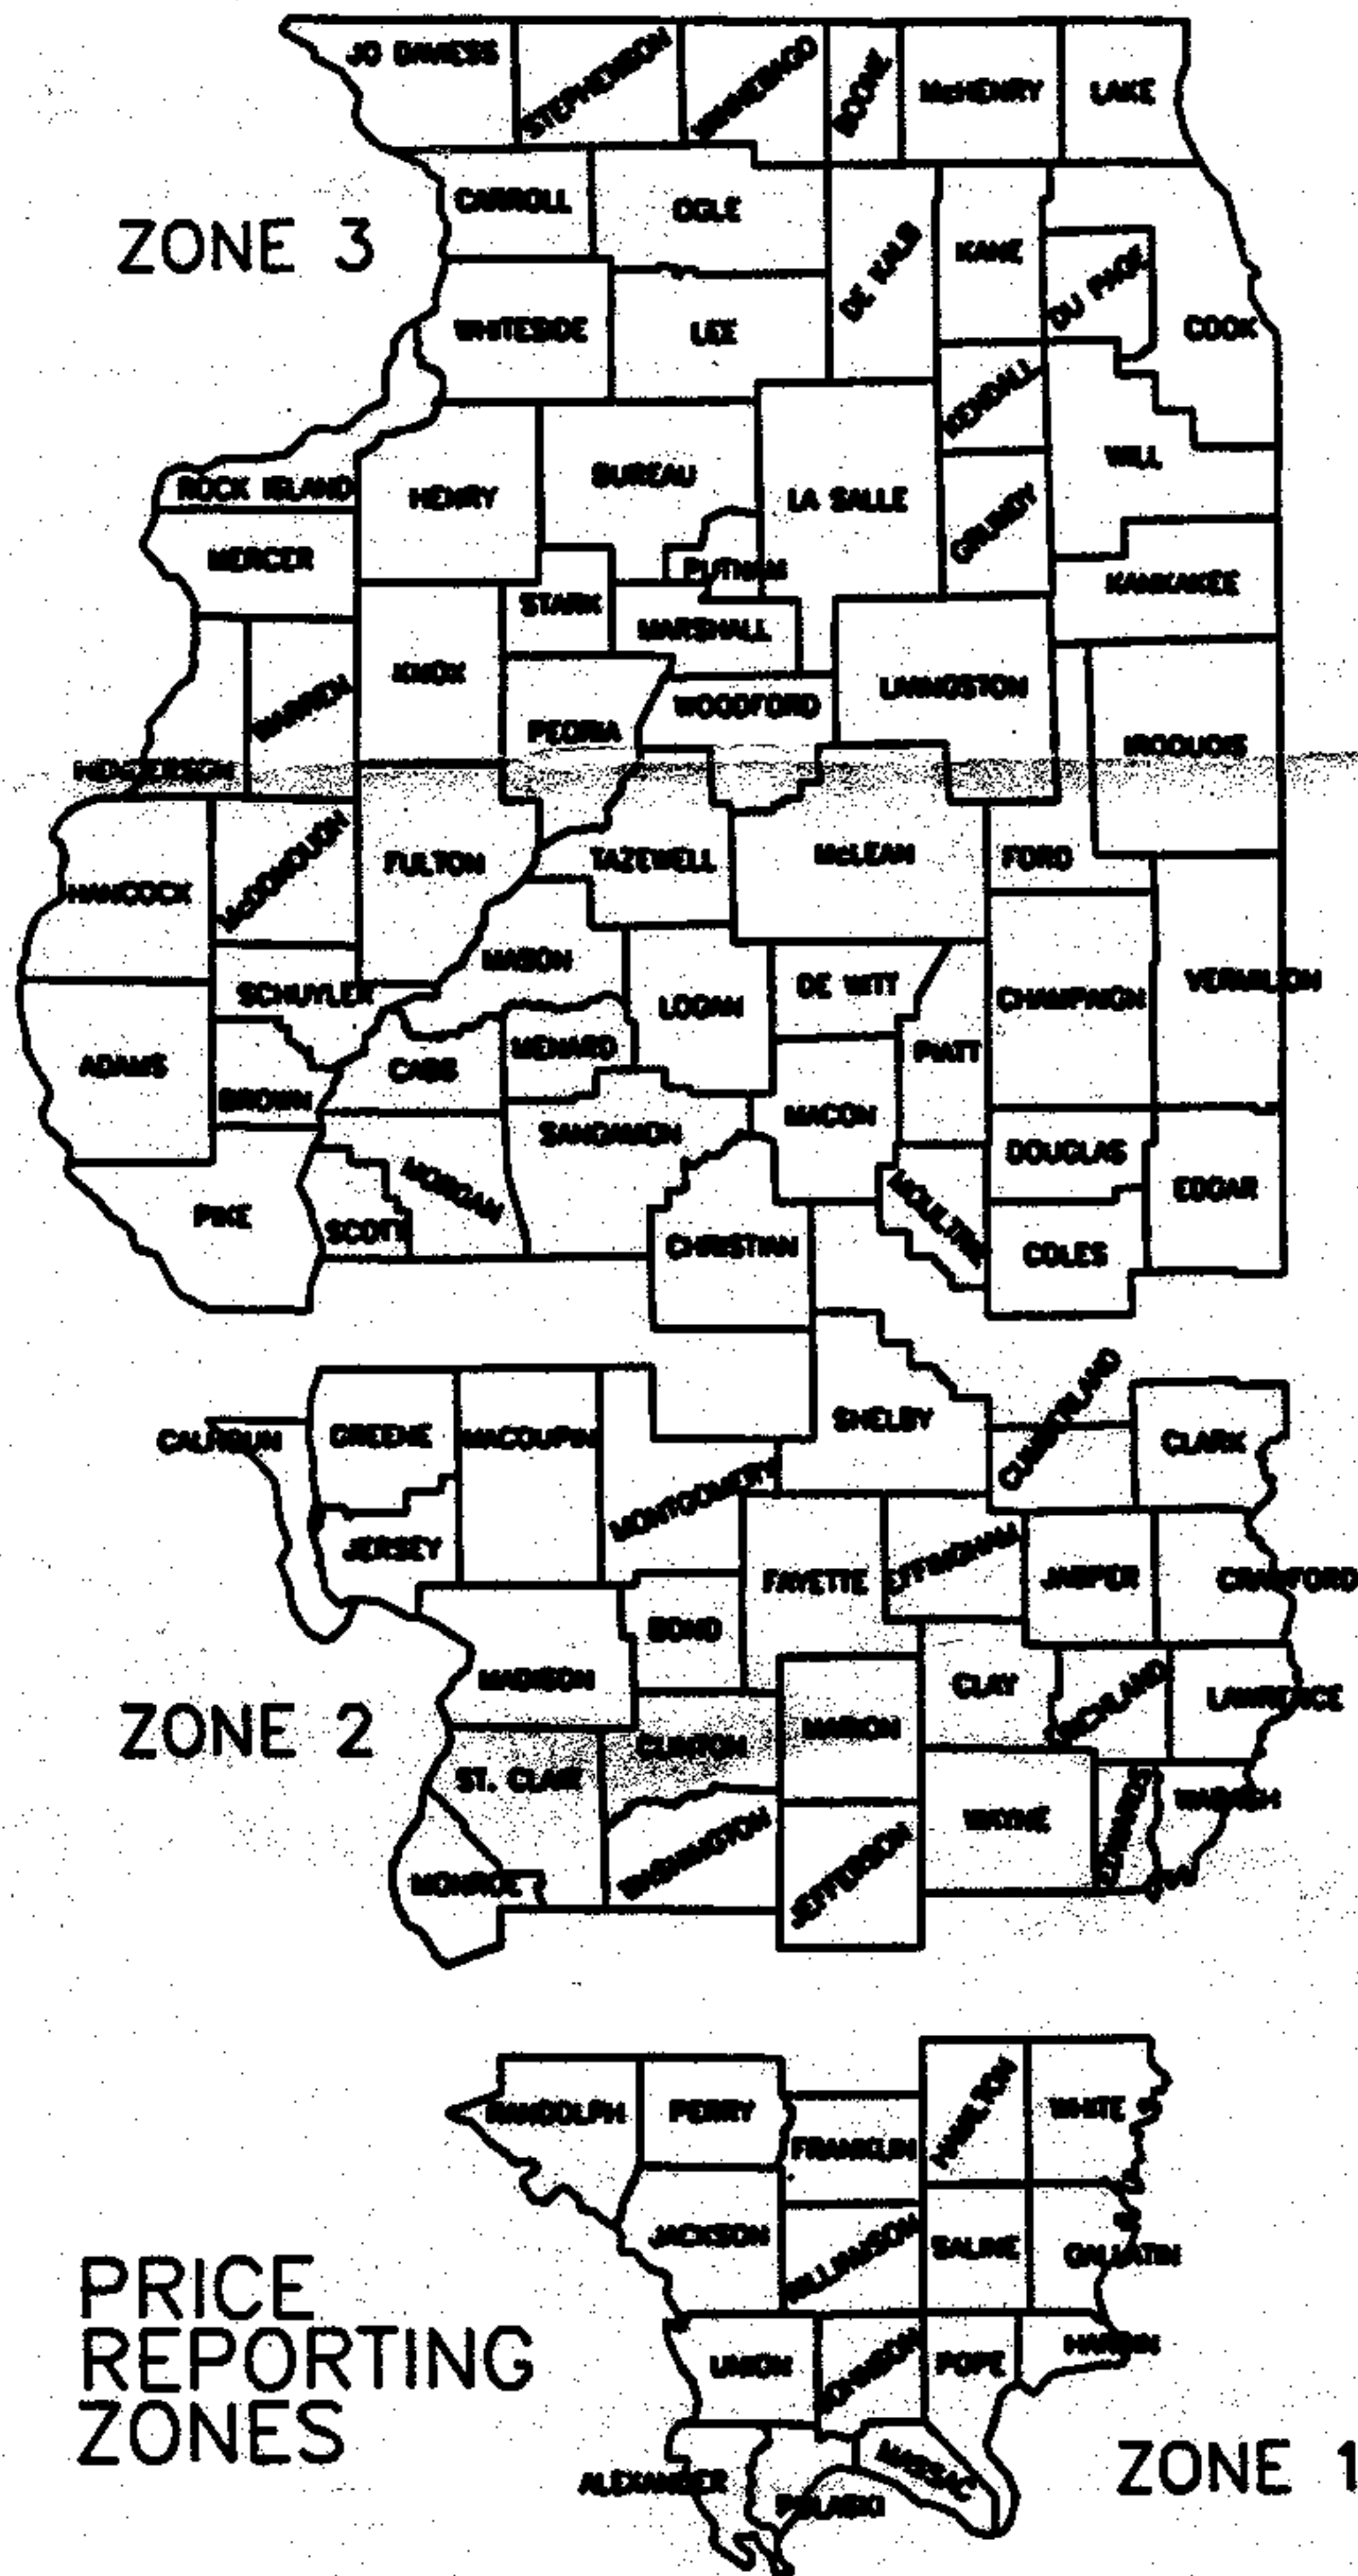 JO DAVIESS
STEPHENSON
WINNEBAGO
BOONE
McHENRY
LAKE
CARROLL
OGLE
DE KALB
KANE
DU PAGE
COOK
ZONE 3
WHITESIDE
LEE
KENDALL
WILL
ROCK ISLAND
HENRY
BUREAU
LA SALLE
GRUNDY
MERCER
PUTNAM
KANKAKEE
STARK
MARSHALL
KNOX
WARREN
WOODFORD
LIVINGSTON
PEORIA
IROQUOIS
HENDERSON
McDONOUGH
FULTON
TAZEWELL
McLEAN
FORD
HANCOCK
MASON
SCHUYLER
LOGAN
DE WITT
CHAMPAIGN
VERMILION
ADAMS
CASS
MENARD
PIATT
BROWN
SANGAMON
MACON
DOUGLAS
EDGAR
PIKE
SCOTT
MORGAN
CHRISTIAN
MOULTRIE
COLES
CALHOUN
GREENE
MACOUPIN
MONTGOMERY
SHELBY
CUMBERLAND
CLARK
JERSEY
FAYETTE
EFFINGHAM
JASPER
CRAWFORD
BOND
MADISON
CLAY
RICHLAND
LAWRENCE
ZONE 2
CLINTON
MARION
ST. CLAIR
WAYNE
EDWARDS
WABASH
MONROE
WASHINGTON
JEFFERSON
RANDOLPH
PERRY
FRANKLIN
HAMILTON
WHITE
JACKSON
WILLIAMSON
SALINE
GALLATIN
PRICE
REPORTING
ZONES
UNION
JOHNSON
POPE
HARDIN
ALEXANDER
PULASKI
MASSAC
ZONE 1